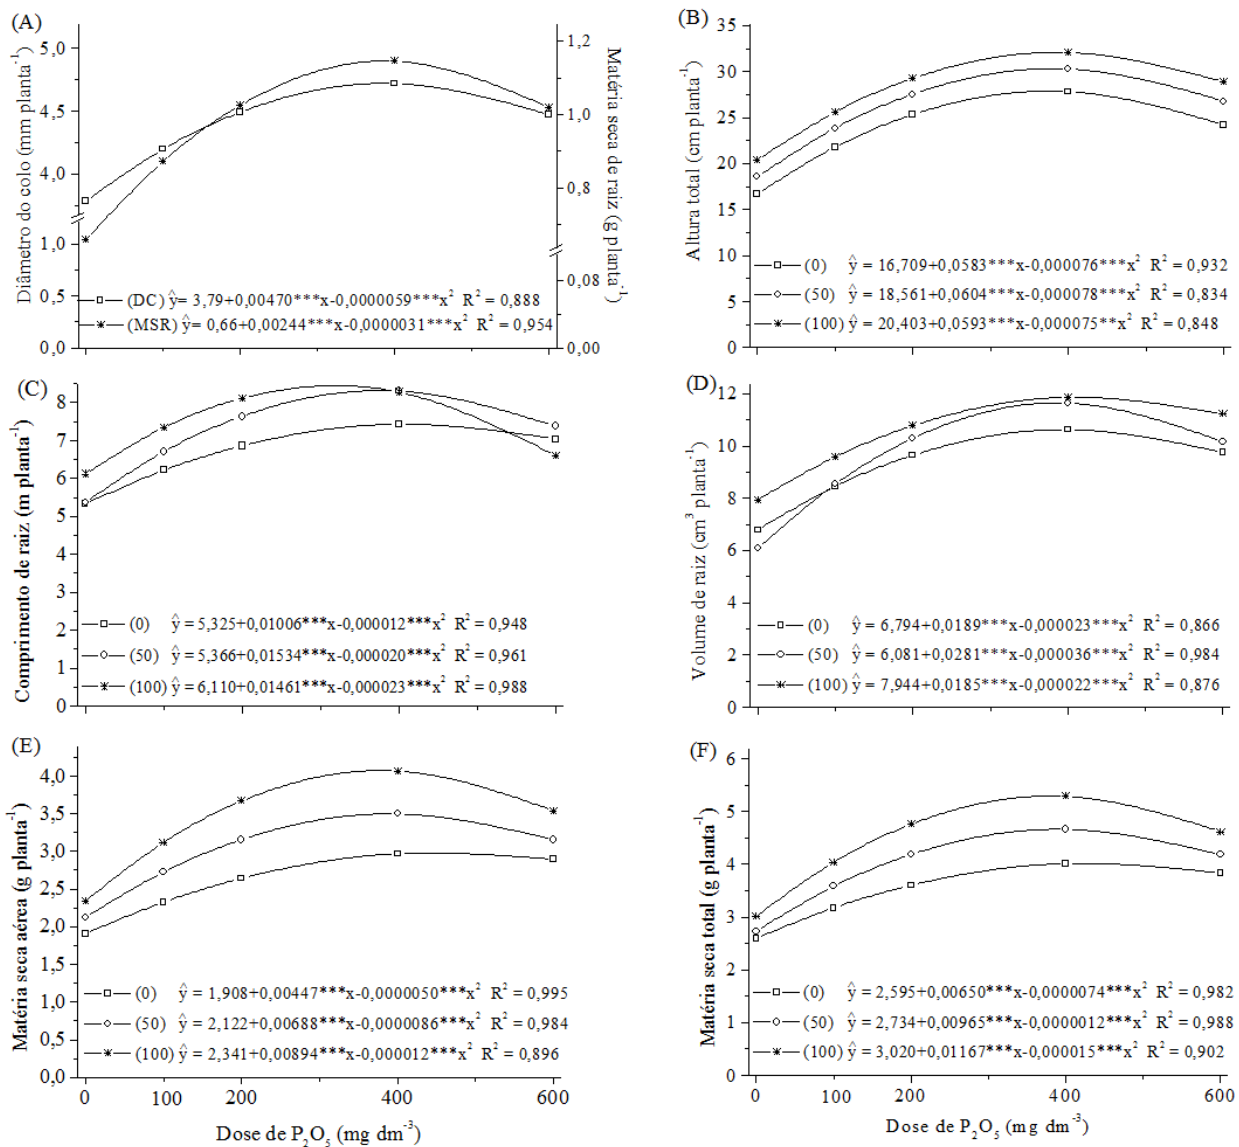 (A)
Diâmetro do colo (mm planta⁻¹)
5,0
4,5
4,0
1,0
0,5
0,0
1,2
1,0
0,8
0,08
0,00
Matéria seca de raiz (g planta⁻¹)
(DC) ŷ= 3,79+0,00470***x-0,0000059***x² R² = 0,888
(MSR) ŷ= 0,66+0,00244***x-0,0000031***x² R² = 0,954
(B)
Altura total (cm planta⁻¹)
35
30
25
20
15
10
5
0
(0) ŷ = 16,709+0,0583***x-0,000076***x² R² = 0,932
(50) ŷ = 18,561+0,0604***x-0,000078***x² R² = 0,834
(100) ŷ = 20,403+0,0593***x-0,000075**x² R² = 0,848
(C)
Comprimento de raiz (m planta⁻¹)
8
7
6
5
4
3
2
1
0
(0) ŷ = 5,325+0,01006***x-0,000012***x² R² = 0,948
(50) ŷ = 5,366+0,01534***x-0,000020***x² R² = 0,961
(100) ŷ = 6,110+0,01461***x-0,000023***x² R² = 0,988
(D)
Volume de raiz (cm³ planta⁻¹)
12
10
8
6
4
2
0
(0) ŷ = 6,794+0,0189***x-0,000023***x² R² = 0,866
(50) ŷ = 6,081+0,0281***x-0,000036***x² R² = 0,984
(100) ŷ = 7,944+0,0185***x-0,000022***x² R² = 0,876
(E)
Matéria seca aérea (g planta⁻¹)
4,0
3,5
3,0
2,5
2,0
1,5
1,0
0,5
0,0
(0) ŷ = 1,908+0,00447***x-0,0000050***x² R² = 0,995
(50) ŷ = 2,122+0,00688***x-0,0000086***x² R² = 0,984
(100) ŷ = 2,341+0,00894***x-0,000012***x² R² = 0,896
0 200 400 600
Dose de P₂O₅ (mg dm⁻³)
(F)
Matéria seca total (g planta⁻¹)
6
5
4
3
2
1
0
(0) ŷ = 2,595+0,00650***x-0,0000074***x² R² = 0,982
(50) ŷ = 2,734+0,00965***x-0,0000012***x² R² = 0,988
(100) ŷ = 3,020+0,01167***x-0,000015***x² R² = 0,902
0 200 400 600
Dose de P₂O₅ (mg dm⁻³)